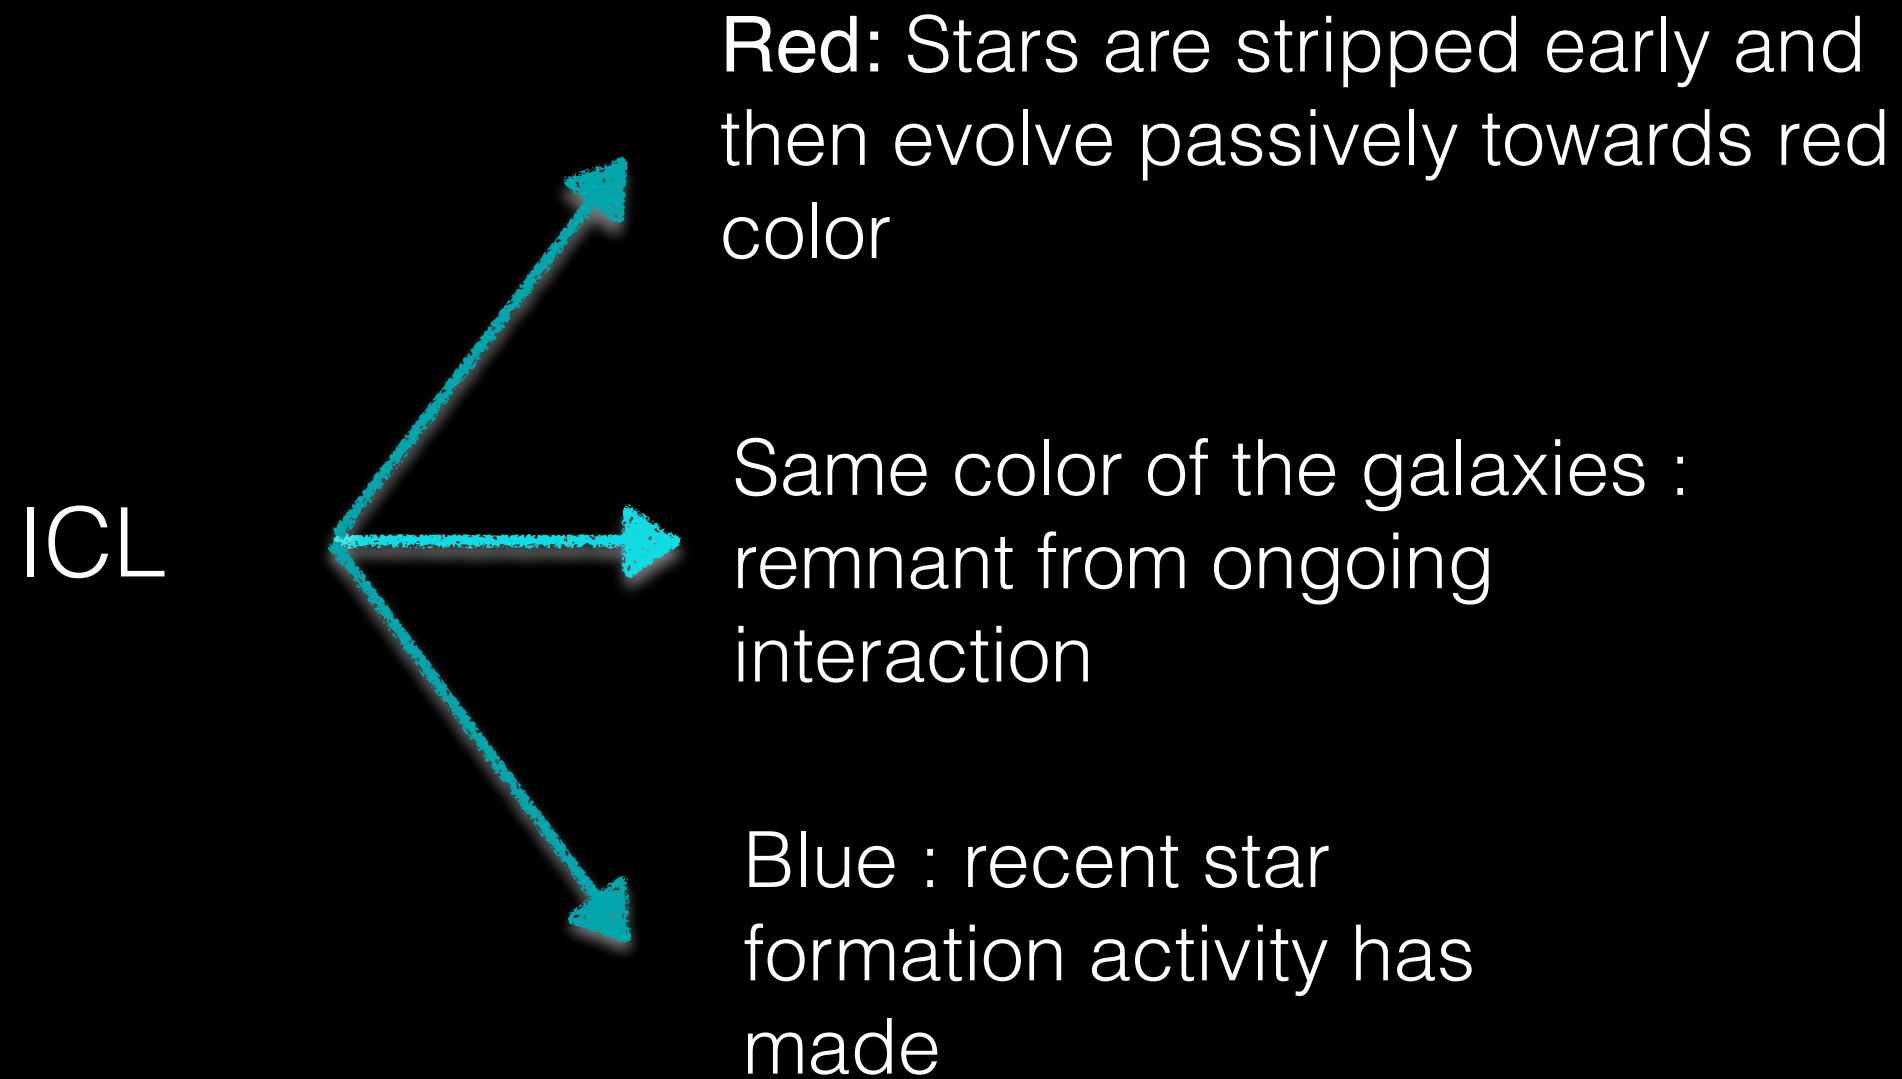 Red: Stars are stripped early and
then evolve passively towards red
color
ICL
Same color of the galaxies :
remnant from ongoing
interaction
Blue : recent star
formation activity has
made